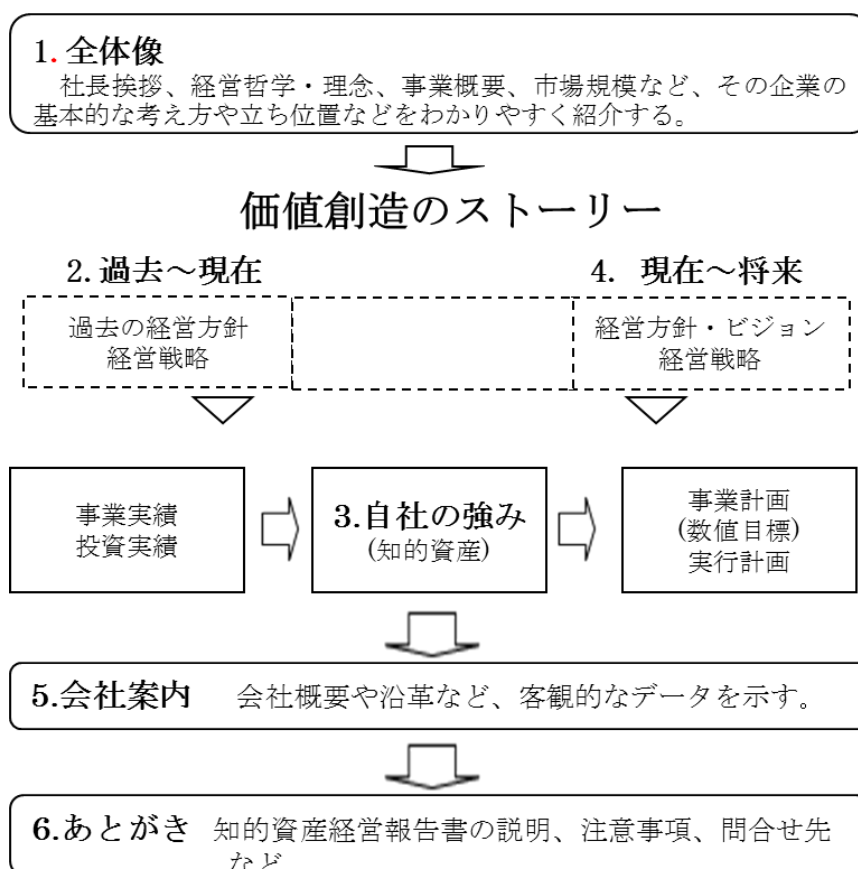 1. 全体像
社長挨拶、経営哲学・理念、事業概要、市場規模など、その企業の
基本的な考え方や立ち位置などをわかりやすく紹介する。
価値創造のストーリー
2.過去～現在
4. 現在～将来
過去の経営方針
経営戦略
経営方針・ビジョン
経営戦略
事業実績
投資実績
3.自社の強み
(知的資産)
事業計画
(数値目標)
実行計画
5.会社案内 会社概要や沿革など、客観的なデータを示す。
6.あとがき 知的資産経営報告書の説明、注意事項、問合せ先
など